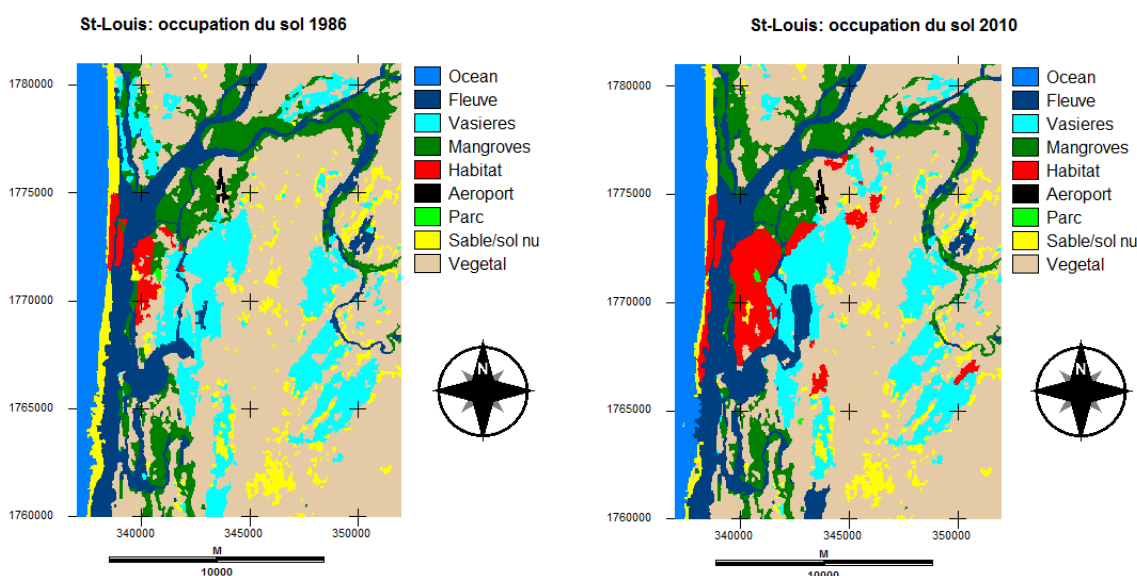 St-Louis: occupation du sol 1986
1780000
1775000
1770000
1765000
1760000
340000
345000
350000
M
10000
Ocean
Fleuve
Vasieres
Mangroves
Habitat
Aeroport
Parc
Sable/sol nu
Vegetal
N
St-Louis: occupation du sol 2010
1780000
1775000
1770000
1765000
1760000
340000
345000
350000
M
10000
Ocean
Fleuve
Vasieres
Mangroves
Habitat
Aeroport
Parc
Sable/sol nu
Vegetal
N